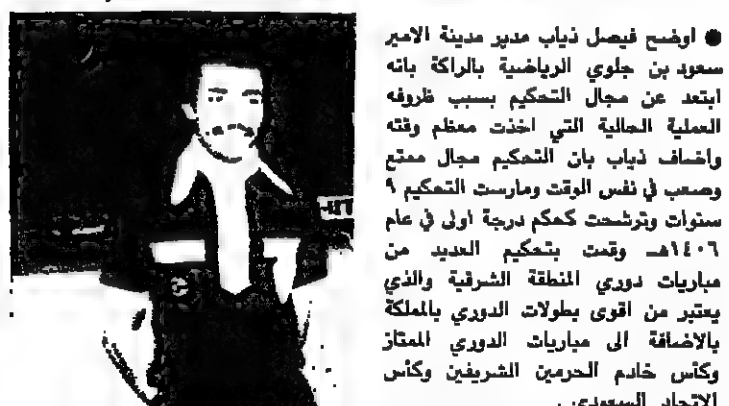 ● اوضح فيصل ذياب مدير مدينة الامير
سعود بن جلوي الرياضية بالراكة بانه
ابتعد عن مجال التحكيم بسبب ظروفه
العملية الحالية التي اخذت معظم وقته
واضاف ذياب بان التحكيم مجال ممتع
وصعب في نفس الوقت ومارست التحكيم ٩
سنوات وترشحت كحكم درجة اولى في عام
١٤٠٦هـ وقمت بتحكيم العديد من
مباريات دوري المنطقة الشرقية والذي
يعتبر من اقوى بطولات الدوري بالمملكة
بالاضافة الى مباريات الدوري الممتاز
وكأس خادم الحرمين الشريفين وكأس
الاتحاد السعودي .